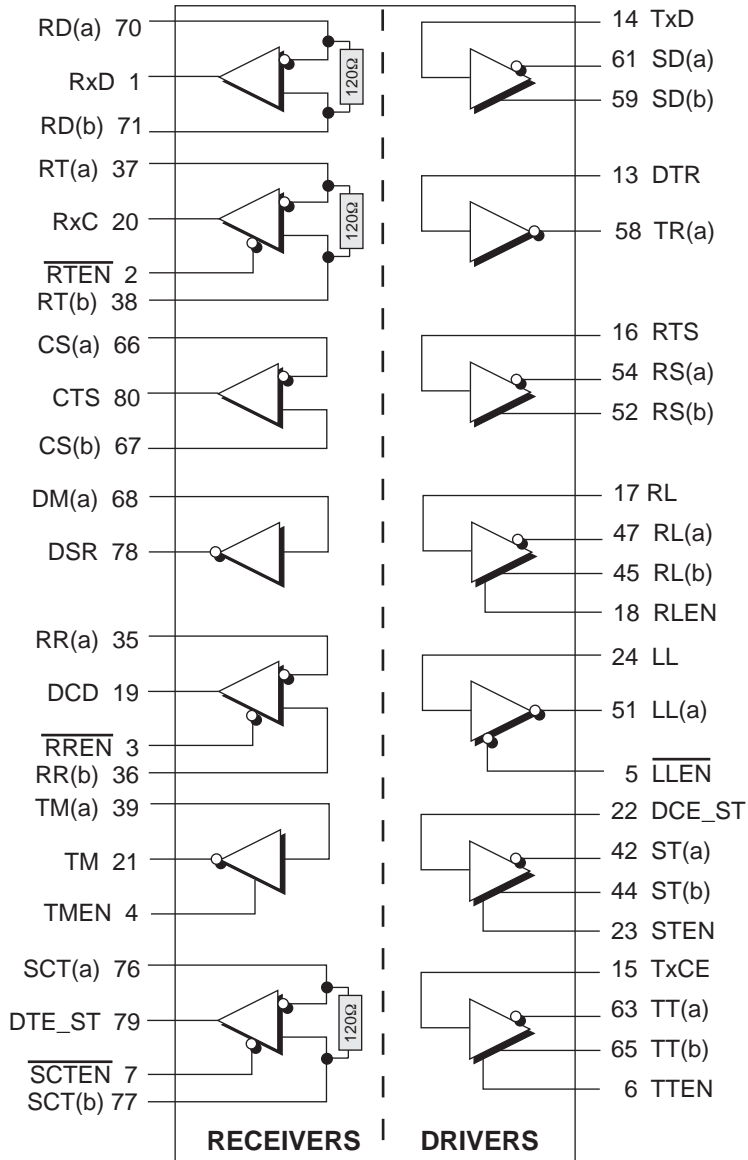 RD(a) 70
RxD 1
RD(b) 71
120Ω
RT(a) 37
RxC 20
RTEN 2
RT(b) 38
120Ω
CS(a) 66
CTS 80
CS(b) 67
DM(a) 68
DSR 78
RR(a) 35
DCD 19
RREN 3
RR(b) 36
TM(a) 39
TM 21
TMEN 4
SCT(a) 76
DTE_ST 79
SCTEN 7
SCT(b) 77
120Ω
RECEIVERS
14 TxD
61 SD(a)
59 SD(b)
13 DTR
58 TR(a)
16 RTS
54 RS(a)
52 RS(b)
17 RL
47 RL(a)
45 RL(b)
18 RLEN
24 LL
51 LL(a)
5 LLEN
22 DCE_ST
42 ST(a)
44 ST(b)
23 STEN
15 TxCE
63 TT(a)
65 TT(b)
6 TTEN
DRIVERS